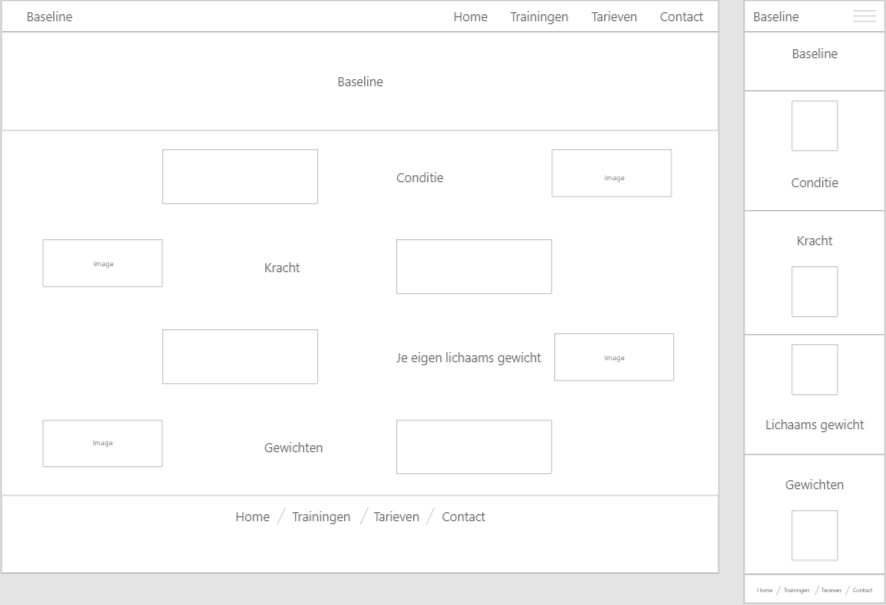 Baseline
Home Trainingen Tarieven Contact
Baseline
Conditie
Image
Image
Kracht
Je eigen lichaams gewicht
Image
Image
Gewichten
Home / Trainingen / Tarieven / Contact
Baseline
Baseline
Conditie
Kracht
Lichaams gewicht
Gewichten
Home / Trainingen / Tarieven / Contact